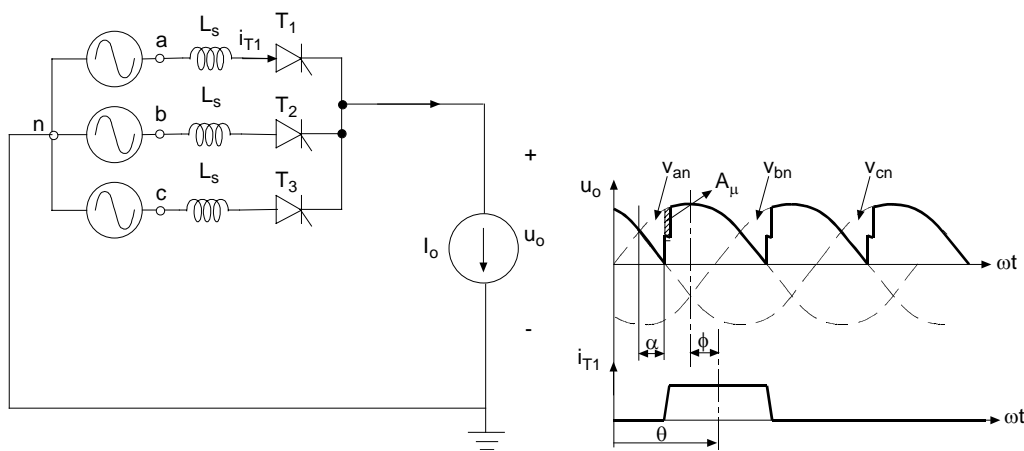 a
L_s
i_T1
T_1
n
b
L_s
T_2
c
L_s
T_3
+
I_o
u_o
-
u_o
v_an
A_μ
v_bn
v_cn
ωt
α
ϕ
i_T1
ωt
θ